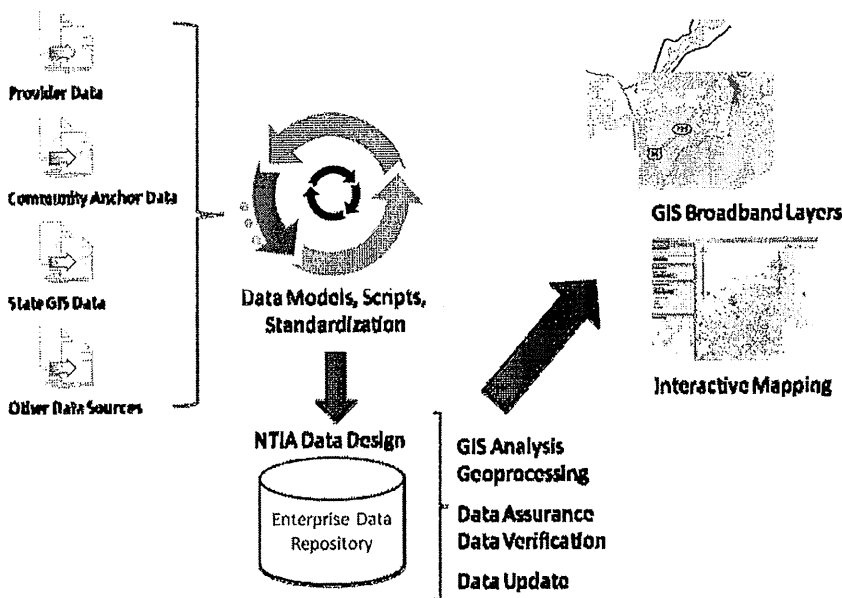 Provider Data
Community Anchor Data
State GIS Data
Other Data Sources
Data Models, Scripts,
Standardization
NTIA Data Design
Enterprise Data
Repository
GIS Analysis
Geoprocessing
Data Assurance
Data Verification
Data Update
GIS Broadband Layers
Interactive Mapping